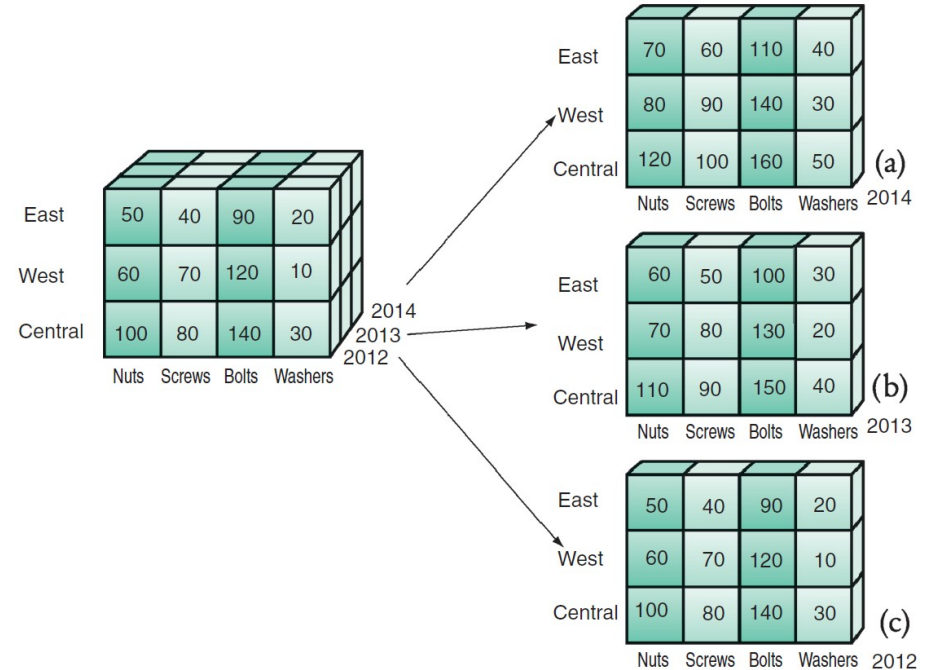 East 50 40 90 20
West 60 70 120 10
Central 100 80 140 30
Nuts Screws Bolts Washers
2014
2013
2012
East 70 60 110 40
West 80 90 140 30
Central 120 100 160 50
(a)
Nuts Screws Bolts Washers 2014
East 60 50 100 30
West 70 80 130 20
Central 110 90 150 40
(b)
Nuts Screws Bolts Washers 2013
East 50 40 90 20
West 60 70 120 10
Central 100 80 140 30
(c)
Nuts Screws Bolts Washers 2012